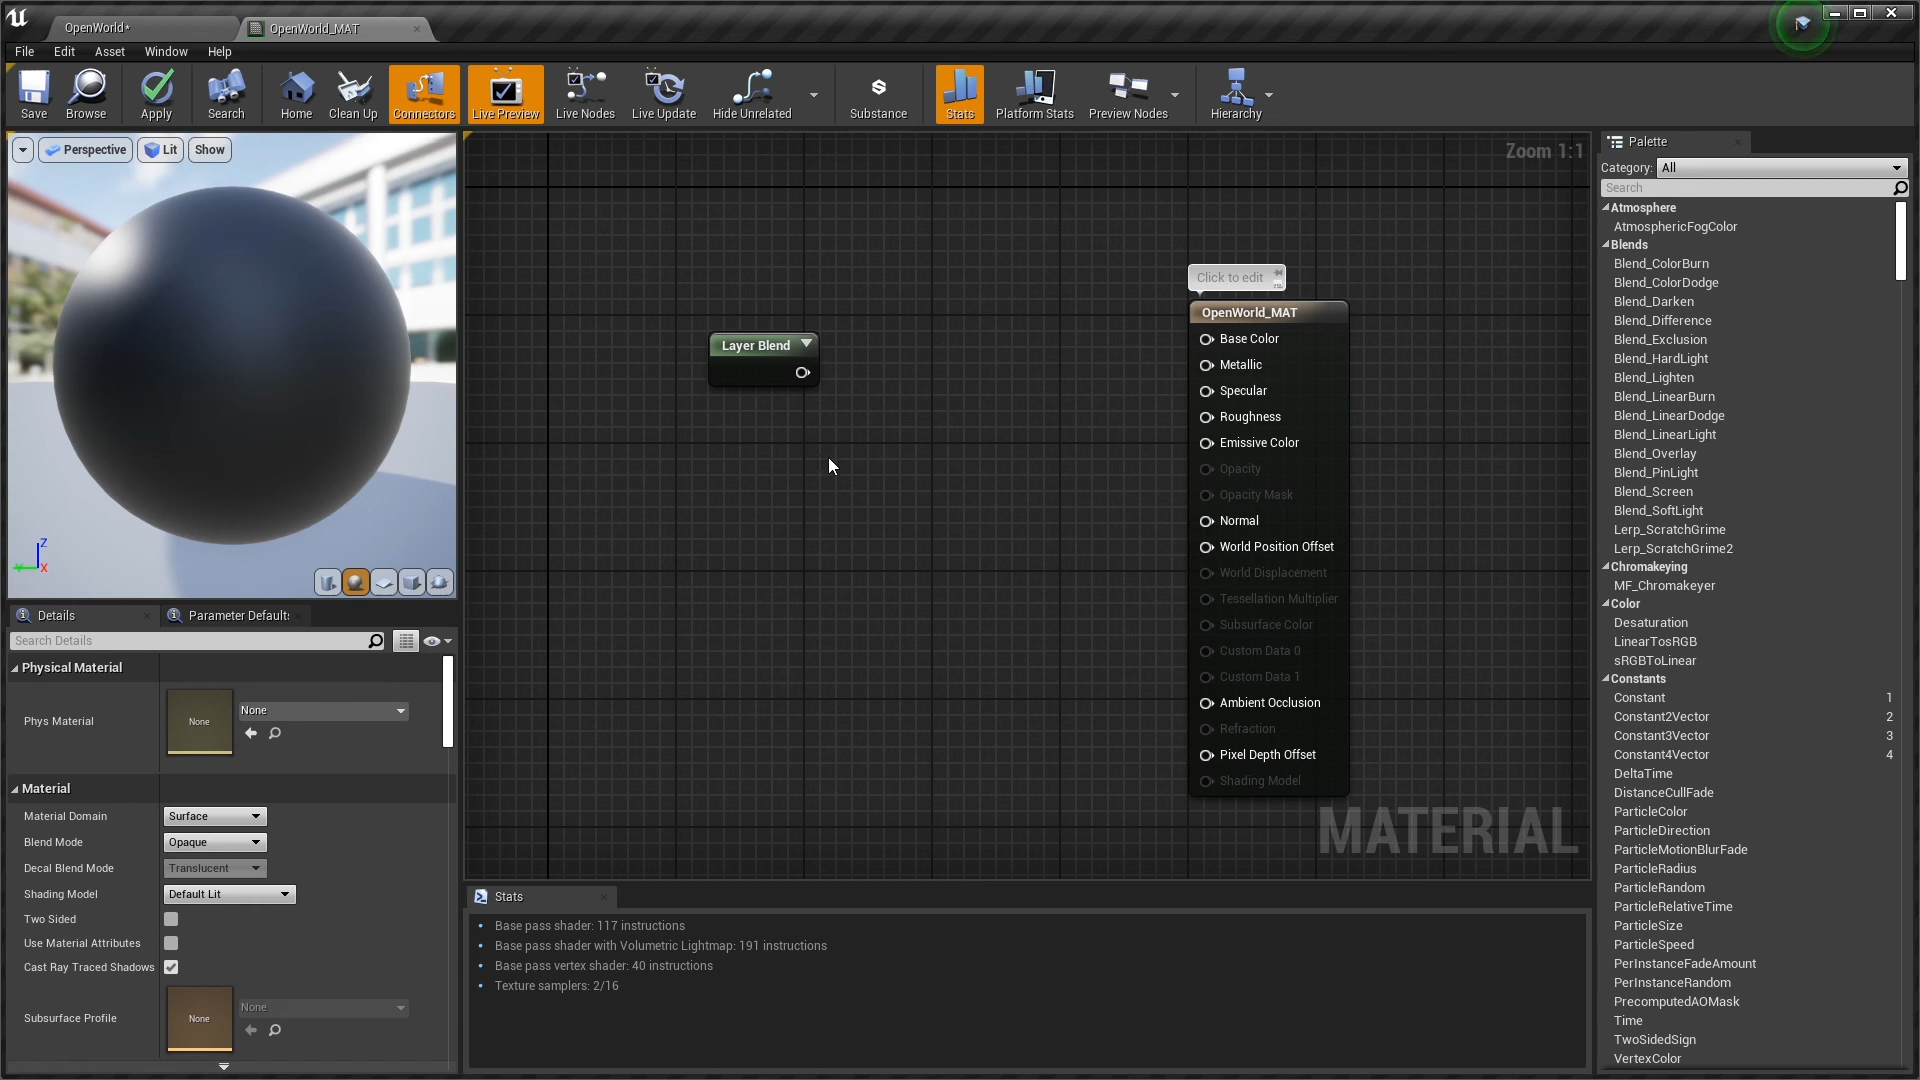 OpenWorld*
OpenWorld_MAT
File Edit Asset Window Help
Save Browse Apply Search Home Clean Up Connectors Live Preview Live Nodes Live Update Hide Unrelated Substance Stats Platform Stats Preview Nodes Hierarchy
Perspective Lit Show
Zoom 1:1
Palette
Category: All
Search
Atmosphere
AtmosphericFogColor
Blends
Blend_ColorBurn
Blend_ColorDodge
Blend_Darken
Blend_Difference
Blend_Exclusion
Blend_HardLight
Blend_Lighten
Blend_LinearBurn
Blend_LinearDodge
Blend_LinearLight
Blend_Overlay
Blend_PinLight
Blend_Screen
Blend_SoftLight
Lerp_ScratchGrime
Lerp_ScratchGrime2
Chromakeying
MF_Chromakeyer
Color
Desaturation
LinearTosRGB
sRGBToLinear
Constants
Constant 1
Constant2Vector 2
Constant3Vector 3
Constant4Vector 4
DeltaTime
DistanceCullFade
ParticleColor
ParticleDirection
ParticleMotionBlurFade
ParticleRadius
ParticleRandom
ParticleRelativeTime
ParticleSize
ParticleSpeed
PerInstanceFadeAmount
PerInstanceRandom
PrecomputedAOMask
Time
TwoSidedSign
VertexColor
Layer Blend
Click to edit
OpenWorld_MAT
Base Color
Metallic
Specular
Roughness
Emissive Color
Opacity
Opacity Mask
Normal
World Position Offset
World Displacement
Tessellation Multiplier
Subsurface Color
Custom Data 0
Custom Data 1
Ambient Occlusion
Refraction
Pixel Depth Offset
Shading Model
MATERIAL
Z
Y
X
Details
Parameter Defaults
Search Details
Physical Material
Phys Material
None
None
Material
Material Domain Surface
Blend Mode Opaque
Decal Blend Mode Translucent
Shading Model Default Lit
Two Sided
Use Material Attributes
Cast Ray Traced Shadows
Subsurface Profile
None
None
Stats
Base pass shader: 117 instructions
Base pass shader with Volumetric Lightmap: 191 instructions
Base pass vertex shader: 40 instructions
Texture samplers: 2/16